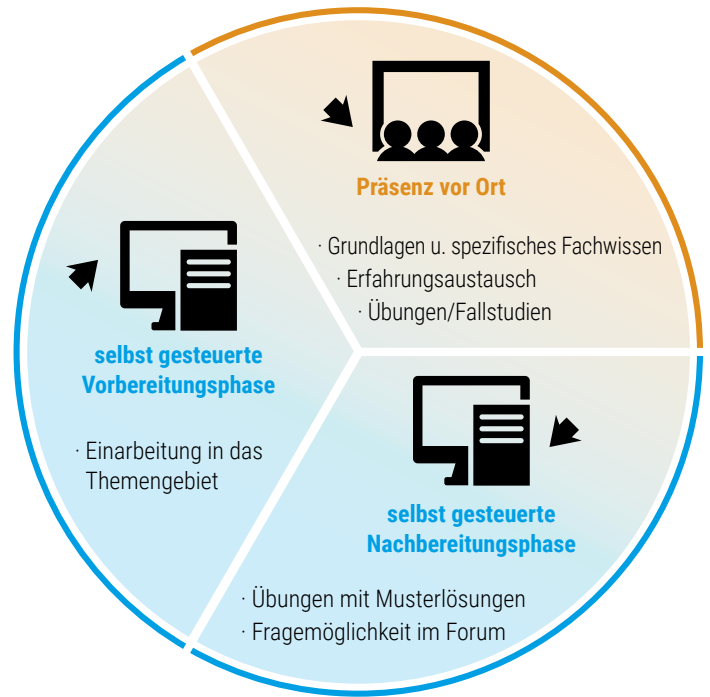 Präsenz vor Ort
· Grundlagen u. spezifisches Fachwissen
· Erfahrungsaustausch
· Übungen/Fallstudien
selbst gesteuerte
Vorbereitungsphase
· Einarbeitung in das
Themengebiet
selbst gesteuerte
Nachbereitungsphase
· Übungen mit Musterlösungen
· Fragemöglichkeit im Forum